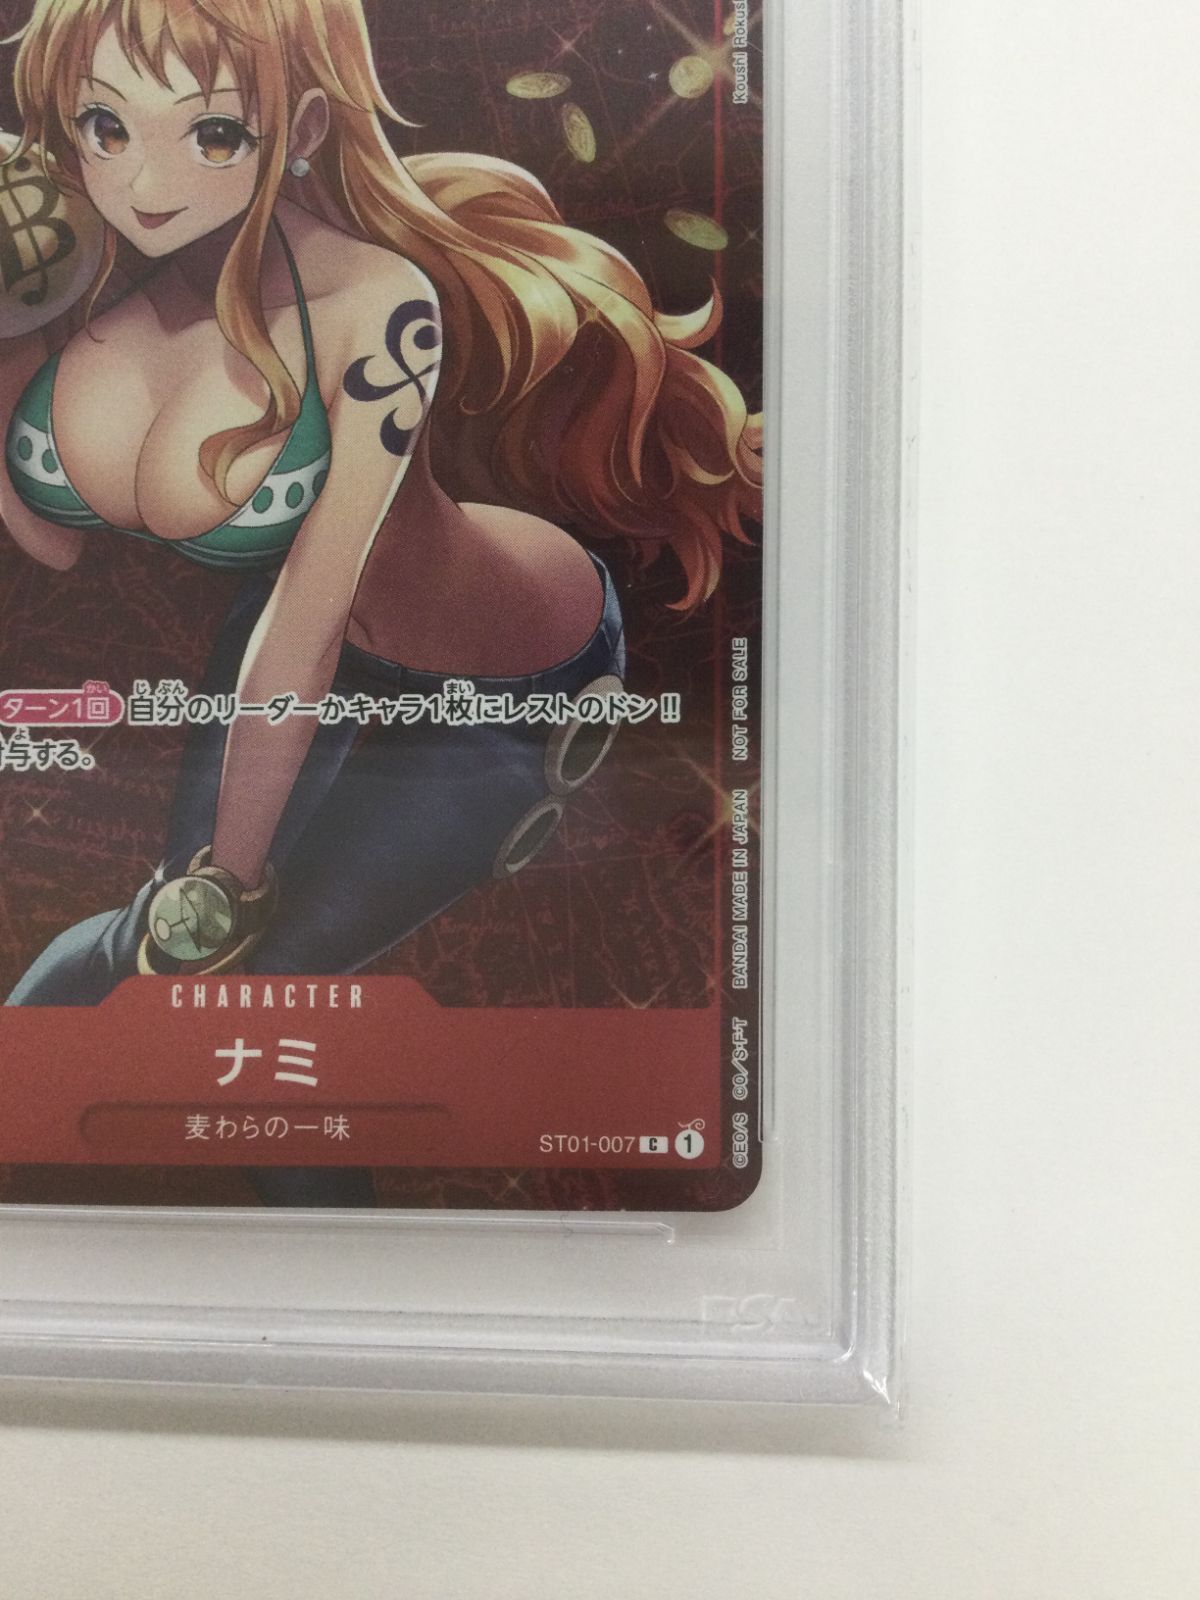 Koushi Rokus
B
ターン1回 自分のリーダーかキャラ1枚にレストのドン!!
与する。
NOT FOR SALE
BANDAI MADE IN JAPAN
©EO/S ©O/S・F・T
CHARACTER
ナミ
麦わらの一味
ST01-007 C 1
PSA